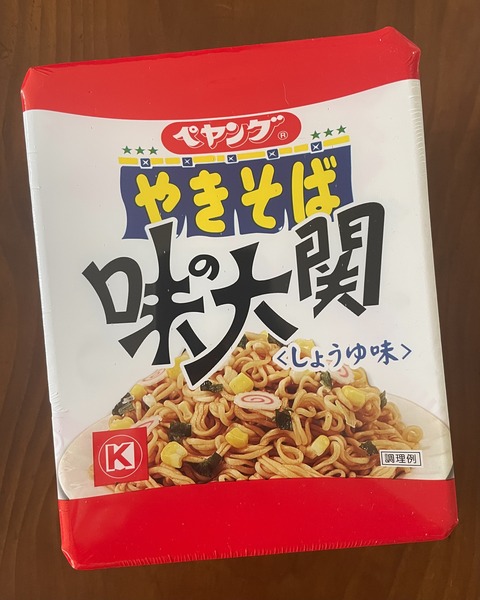 ペヤング®
やきそば
味の大関
<しょうゆ味>
K
調理例